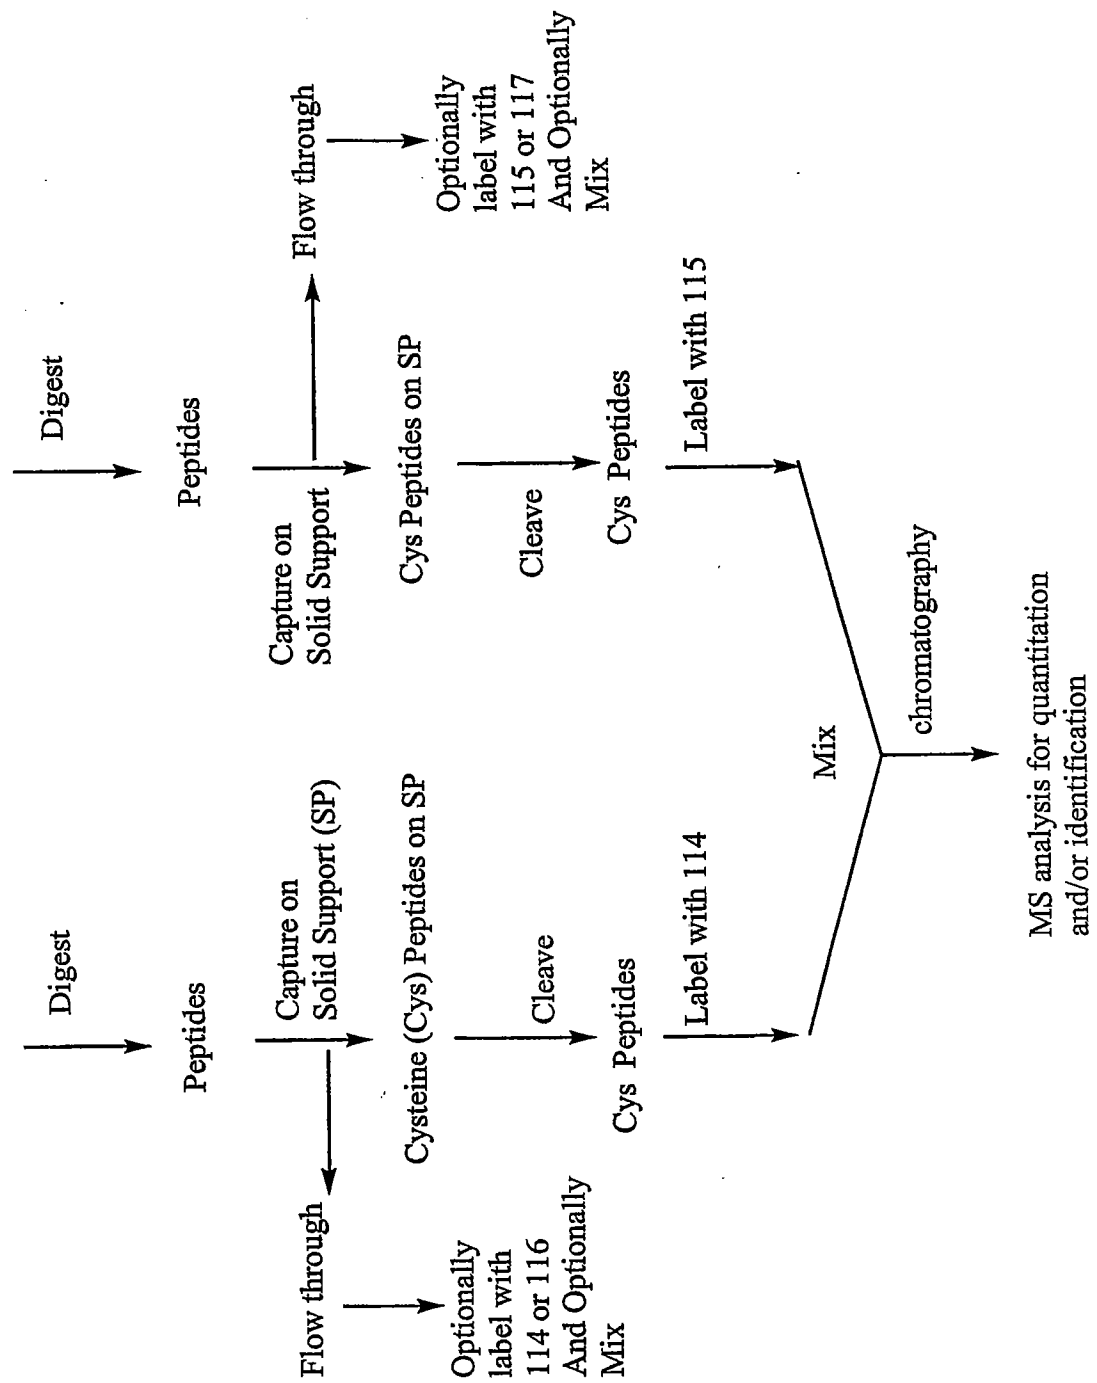 Digest
Peptides
Capture on
Solid Support (SP)
Flow through
Optionally
label with
114 or 116
And Optionally
Mix
Cysteine (Cys) Peptides on SP
Cleave
Cys Peptides
Label with 114
Digest
Peptides
Capture on
Solid Support
Flow through
Optionally
label with
115 or 117
And Optionally
Mix
Cys Peptides on SP
Cleave
Cys Peptides
Label with 115
Mix
chromatography
MS analysis for quantitation
and/or identification